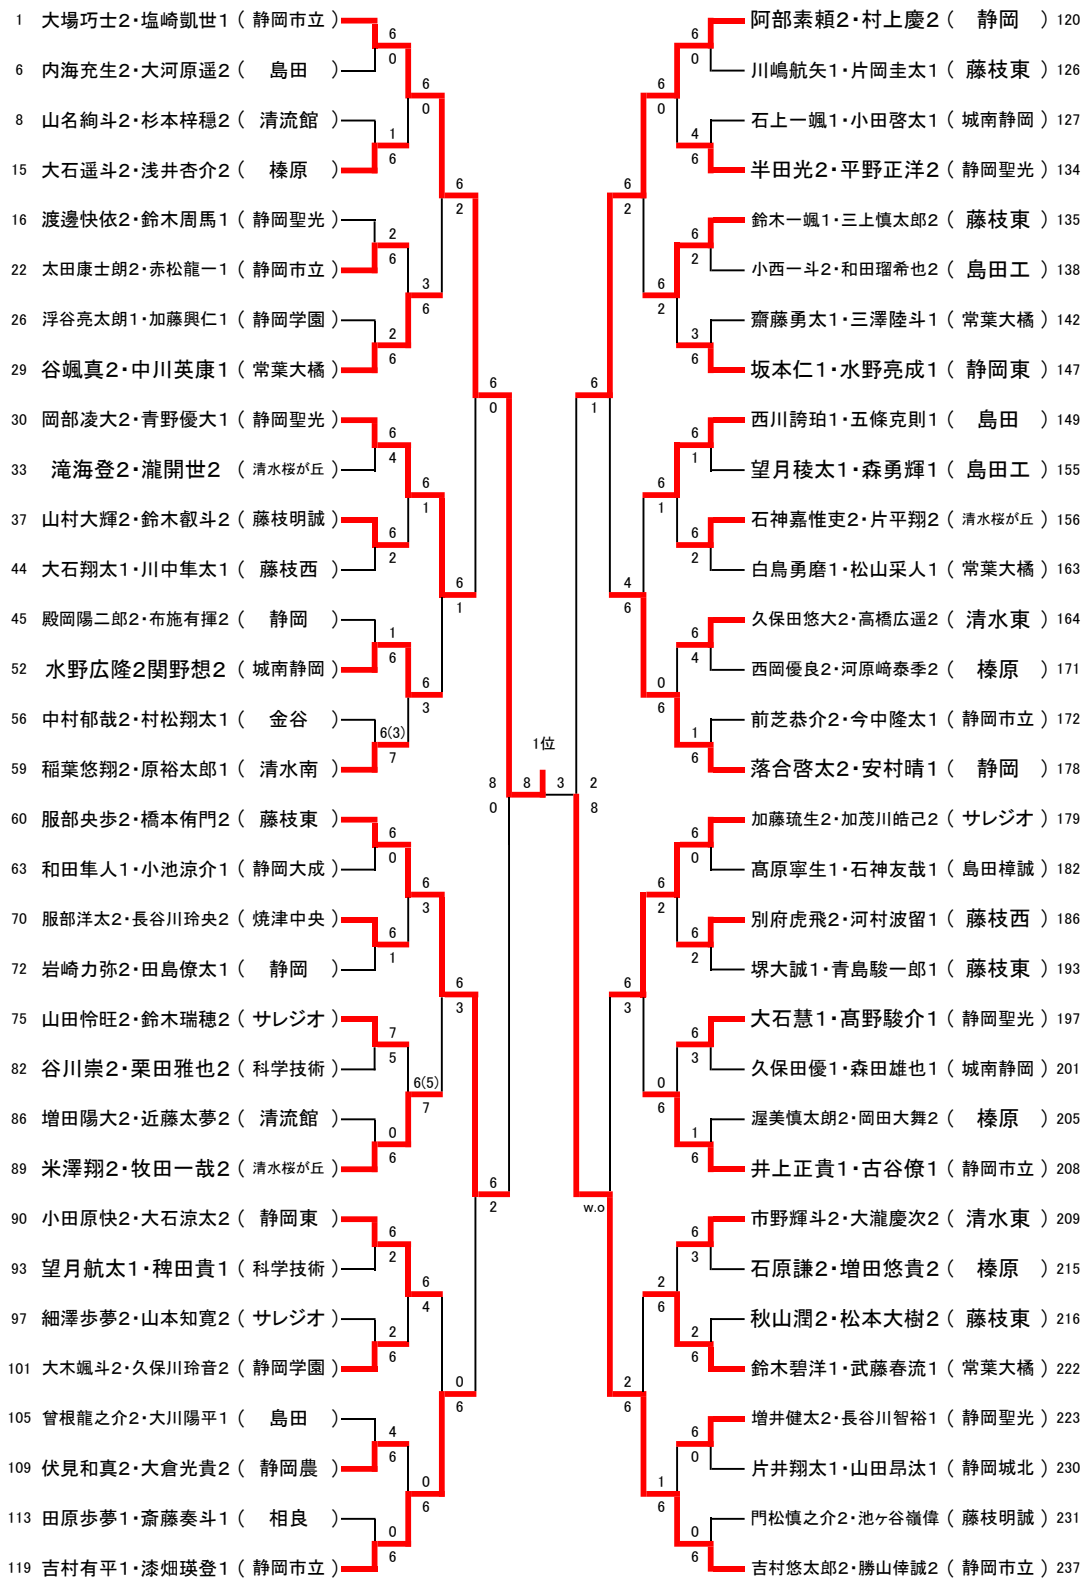 1 大場巧士2・塩崎凱世1 ( 静岡市立 )
6 内海充生2・大河原遥2 ( 島田 )
8 山名絢斗2・杉本梓穏2 ( 清流館 )
15 大石遥斗2・浅井杏介2 ( 榛原 )
16 渡邊快依2・鈴木周馬1 ( 静岡聖光 )
22 太田康士朗2・赤松龍一1 ( 静岡市立 )
26 浮谷亮太朗1・加藤興仁1 ( 静岡学園 )
29 谷颯真2・中川英康1 ( 常葉大橘 )
30 岡部凌大2・青野優大1 ( 静岡聖光 )
33 滝海登2・瀧開世2 ( 清水桜が丘 )
37 山村大輝2・鈴木叡斗2 ( 藤枝明誠 )
44 大石翔太1・川中隼太1 ( 藤枝西 )
45 殿岡陽二郎2・布施有揮2 ( 静岡 )
52 水野広隆2関野想2 ( 城南静岡 )
56 中村郁哉2・村松翔太1 ( 金谷 )
59 稲葉悠翔2・原裕太郎1 ( 清水南 )
60 服部央歩2・橋本侑門2 ( 藤枝東 )
63 和田隼人1・小池涼介1 ( 静岡大成 )
70 服部洋太2・長谷川玲央2 ( 焼津中央 )
72 岩崎力弥2・田島僚太1 ( 静岡 )
75 山田怜旺2・鈴木瑞穂2 ( サレジオ )
82 谷川崇2・栗田雅也2 ( 科学技術 )
86 増田陽大2・近藤太夢2 ( 清流館 )
89 米澤翔2・牧田一哉2 ( 清水桜が丘 )
90 小田原快2・大石涼太2 ( 静岡東 )
93 望月航太1・稗田貴1 ( 科学技術 )
97 細澤歩夢2・山本知寛2 ( サレジオ )
101 大木颯斗2・久保川玲音2 ( 静岡学園 )
105 曾根龍之介2・大川陽平1 ( 島田 )
109 伏見和真2・大倉光貴2 ( 静岡農 )
113 田原歩夢1・斎藤奏斗1 ( 相良 )
119 吉村有平1・漆畑瑛登1 ( 静岡市立 )
6
0
1
6
2
6
2
6
6
4
6
2
1
6
6(3)
7
6
0
6
1
7
5
0
6
6
2
2
6
4
6
0
6
6
0
3
6
6
1
6
3
6
3
6(5)
7
6
4
0
6
6
2
6
1
6
3
0
6
6
0
6
2
8
0
8
1位
3
2
8
6
1
w.o
6
2
4
6
6
3
2
6
6
0
6
2
6
1
0
6
6
2
0
6
2
6
1
6
6
0
4
6
6
2
3
6
6
1
6
2
6
4
1
6
6
0
6
2
6
3
1
6
6
3
2
6
6
0
0
6
阿部素頼2・村上慶2 ( 静岡 ) 120
川嶋航矢1・片岡圭太1 ( 藤枝東 ) 126
石上一颯1・小田啓太1 ( 城南静岡 ) 127
半田光2・平野正洋2 ( 静岡聖光 ) 134
鈴木一颯1・三上慎太郎2 ( 藤枝東 ) 135
小西一斗2・和田瑠希也2 ( 島田工 ) 138
齋藤勇太1・三澤陸斗1 ( 常葉大橘 ) 142
坂本仁1・水野亮成1 ( 静岡東 ) 147
西川誇珀1・五條克則1 ( 島田 ) 149
望月稜太1・森勇輝1 ( 島田工 ) 155
石神嘉惟吏2・片平翔2 ( 清水桜が丘 ) 156
白鳥勇磨1・松山采人1 ( 常葉大橘 ) 163
久保田悠大2・高橋広遥2 ( 清水東 ) 164
西岡優良2・河原﨑泰季2 ( 榛原 ) 171
前芝恭介2・今中隆太1 ( 静岡市立 ) 172
落合啓太2・安村晴1 ( 静岡 ) 178
加藤琉生2・加茂川皓己2 ( サレジオ ) 179
髙原寧生1・石神友哉1 ( 島田樟誠 ) 182
別府虎飛2・河村波留1 ( 藤枝西 ) 186
堺大誠1・青島駿一郎1 ( 藤枝東 ) 193
大石慧1・髙野駿介1 ( 静岡聖光 ) 197
久保田優1・森田雄也1 ( 城南静岡 ) 201
渥美慎太朗2・岡田大舞2 ( 榛原 ) 205
井上正貴1・古谷僚1 ( 静岡市立 ) 208
市野輝斗2・大瀧慶次2 ( 清水東 ) 209
石原謙2・増田悠貴2 ( 榛原 ) 215
秋山潤2・松本大樹2 ( 藤枝東 ) 216
鈴木碧洋1・武藤春流1 ( 常葉大橘 ) 222
増井健太2・長谷川智裕1 ( 静岡聖光 ) 223
片井翔太1・山田昂汰1 ( 静岡城北 ) 230
門松慎之介2・池ヶ谷嶺偉 ( 藤枝明誠 ) 231
吉村悠太郎2・勝山倖誠2 ( 静岡市立 ) 237